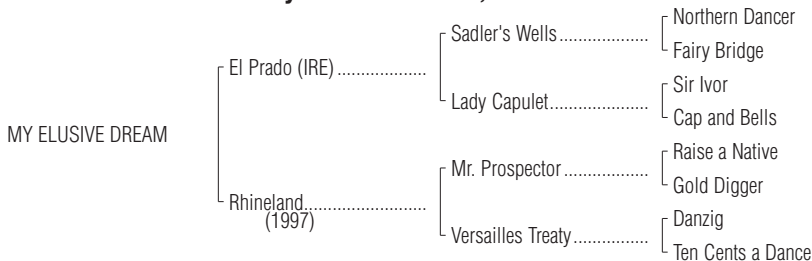 Northern Dancer
Sadler's Wells
Fairy Bridge
El Prado (IRE)
Sir Ivor
Lady Capulet
Cap and Bells
MY ELUSIVE DREAM
Raise a Native
Mr. Prospector
Gold Digger
Rhineland
(1997)
Danzig
Versailles Treaty
Ten Cents a Dance